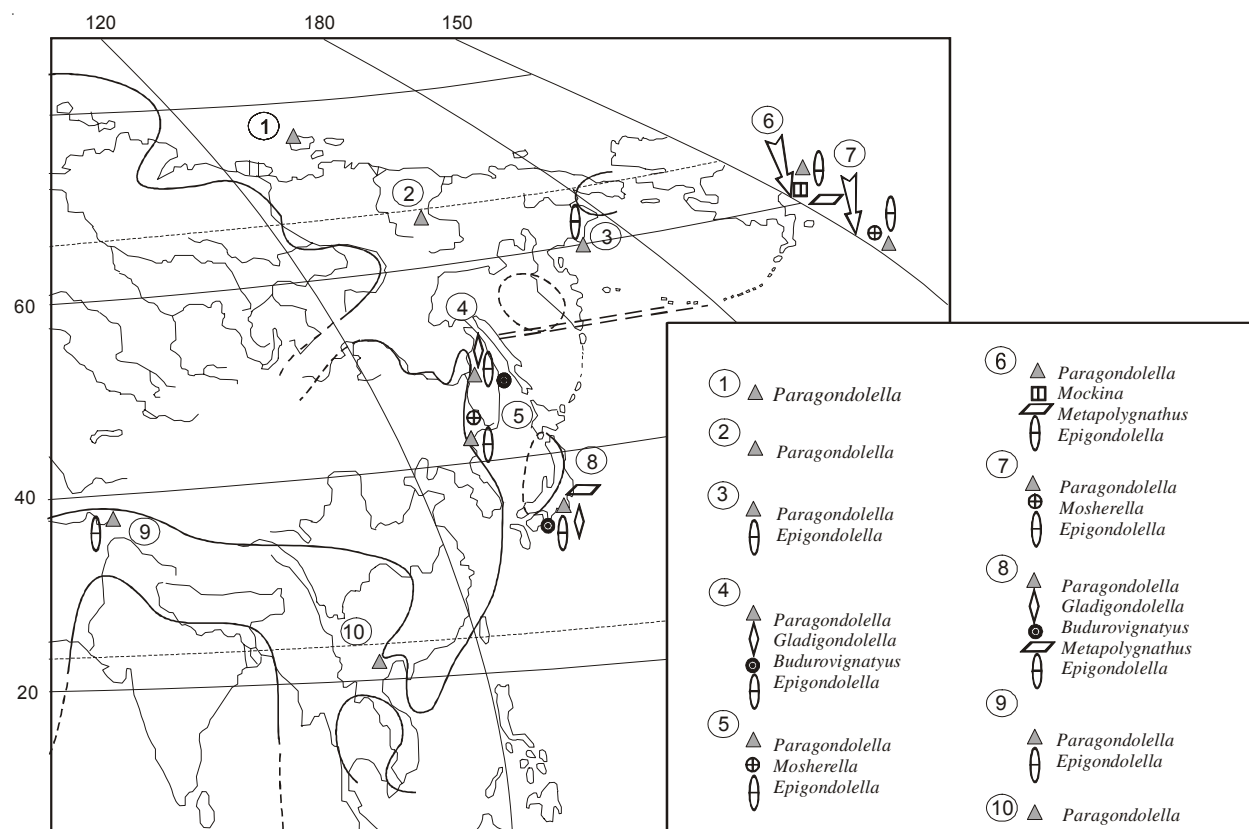 120 180 150
6
7
1
2
3
60
4
5
8
40
9
10
20
1 Paragondolella
2 Paragondolella
3 Paragondolella
Epigondolella
4 Paragondolella
Gladigondolella
Budurovignatyus
Epigondolella
5 Paragondolella
Mosherella
Epigondolella
6 Paragondolella
Mockina
Metapolygnathus
Epigondolella
7 Paragondolella
Mosherella
Epigondolella
8 Paragondolella
Gladigondolella
Budurovignatyus
Metapolygnathus
Epigondolella
9 Paragondolella
Epigondolella
10 Paragondolella